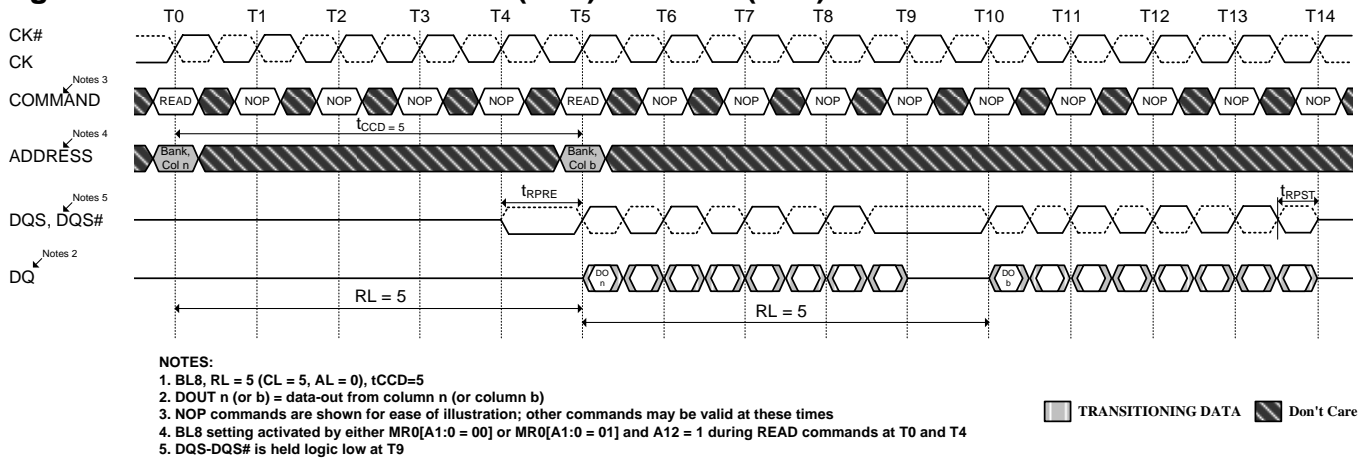 T0 T1 T2 T3 T4 T5 T6 T7 T8 T9 T10 T11 T12 T13 T14
CK#
CK
Notes 3
COMMAND READ NOP NOP NOP NOP READ NOP NOP NOP NOP NOP NOP NOP NOP NOP
tCCD = 5
Notes 4
ADDRESS
Bank, Col n
Bank, Col b
tRPRE
tRPST
Notes 5
DQS, DQS#
Notes 2
DQ
DO n
DO b
RL = 5
RL = 5
NOTES:
1. BL8, RL = 5 (CL = 5, AL = 0), tCCD=5
2. DOUT n (or b) = data-out from column n (or column b)
3. NOP commands are shown for ease of illustration; other commands may be valid at these times
4. BL8 setting activated by either MR0[A1:0 = 00] or MR0[A1:0 = 01] and A12 = 1 during READ commands at T0 and T4
5. DQS-DQS# is held logic low at T9
TRANSITIONING DATA
Don't Care